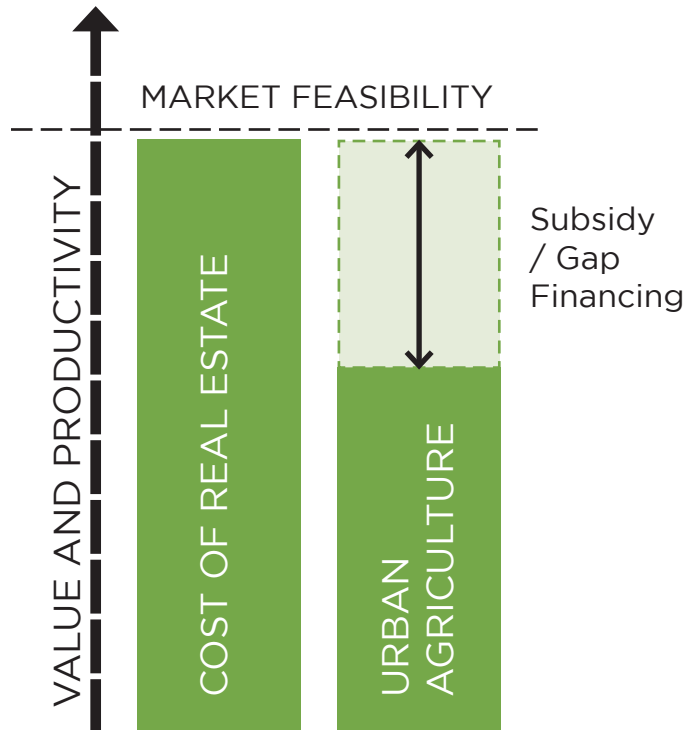 MARKET FEASIBILITY
VALUE AND PRODUCTIVITY
COST OF REAL ESTATE
URBAN
AGRICULTURE
Subsidy
/ Gap
Financing